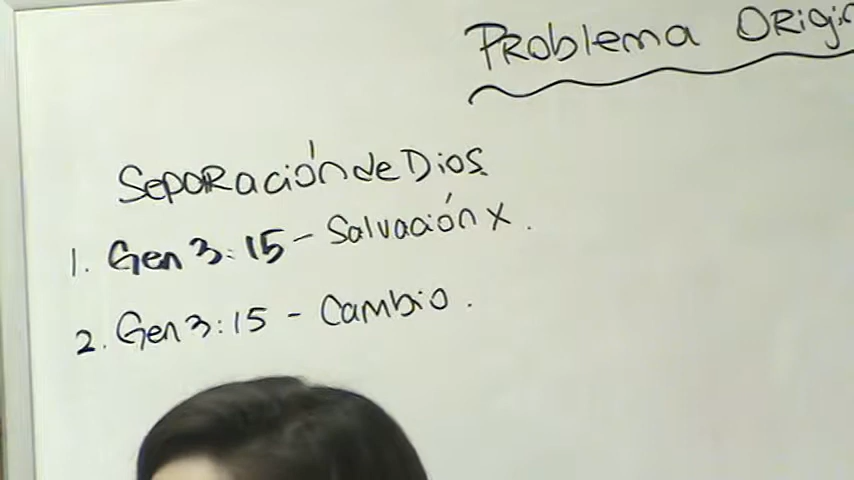 Problema Origi
Separación de Dios.
1. Gen 3:15 - Salvación x.
2. Gen 3:15 - Cambio.